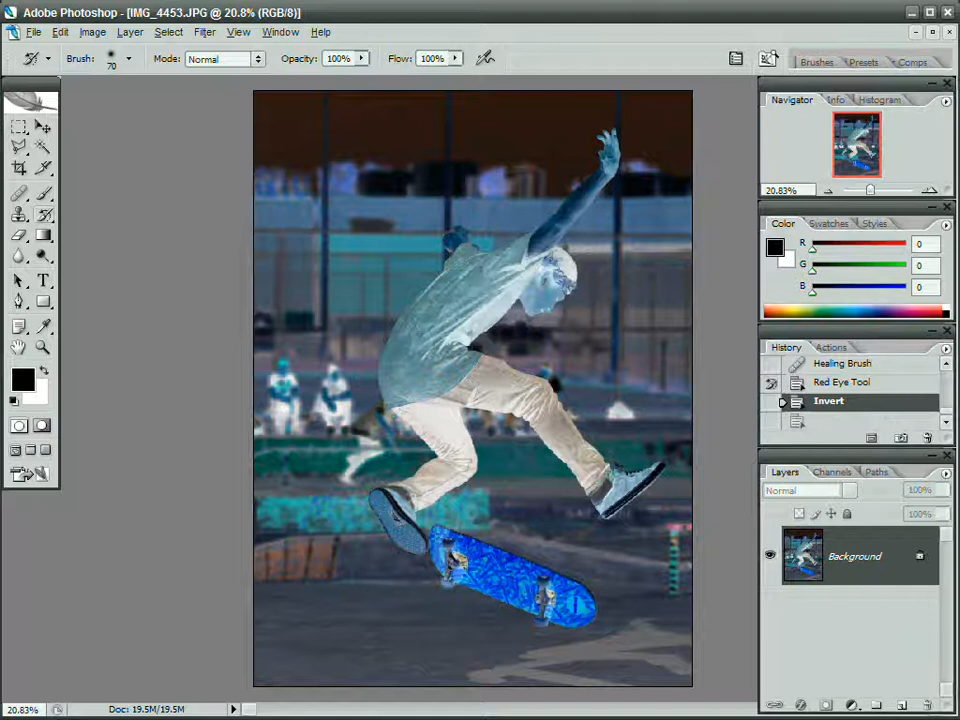 Adobe Photoshop - [IMG_4453.JPG @ 20.8% (RGB/8)]
File Edit Image Layer Select Filter View Window Help
Brush: 70 Mode: Normal Opacity: 100% Flow: 100% Brushes Presets Comps
Navigator Info Histogram
20.83%
Color Swatches Styles
R 0
G 0
B 0
History Actions
Healing Brush
Red Eye Tool
Invert
Layers Channels Paths
Normal 100%
100%
Background
20.83% Doc: 19.5M/19.5M